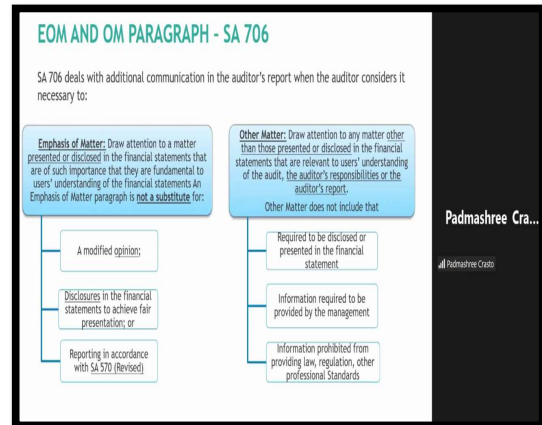 EOM AND OM PARAGRAPH - SA 706
SA 706 deals with additional communication in the auditor's report when the auditor considers it
necessary to:
Emphasis of Matter: Draw attention to a matter
presented or disclosed in the financial statements that
are of such importance that they are fundamental to
users' understanding of the financial statements An
Emphasis of Matter paragraph is not a substitute for:
A modified opinion;
Disclosures in the financial
statements to achieve fair
presentation; or
Reporting in accordance
with SA 570 (Revised)
Other Matter: Draw attention to any matter other
than those presented or disclosed in the financial
statements that are relevant to users' understanding
of the audit, the auditor's responsibilities or the
auditor's report.
Other Matter does not include that
Required to be disclosed or
presented in the financial
statement
Information required to be
provided by the management
Information prohibited from
providing law, regulation, other
professional Standards
Padmashree Cra...
Padmashree Crasto